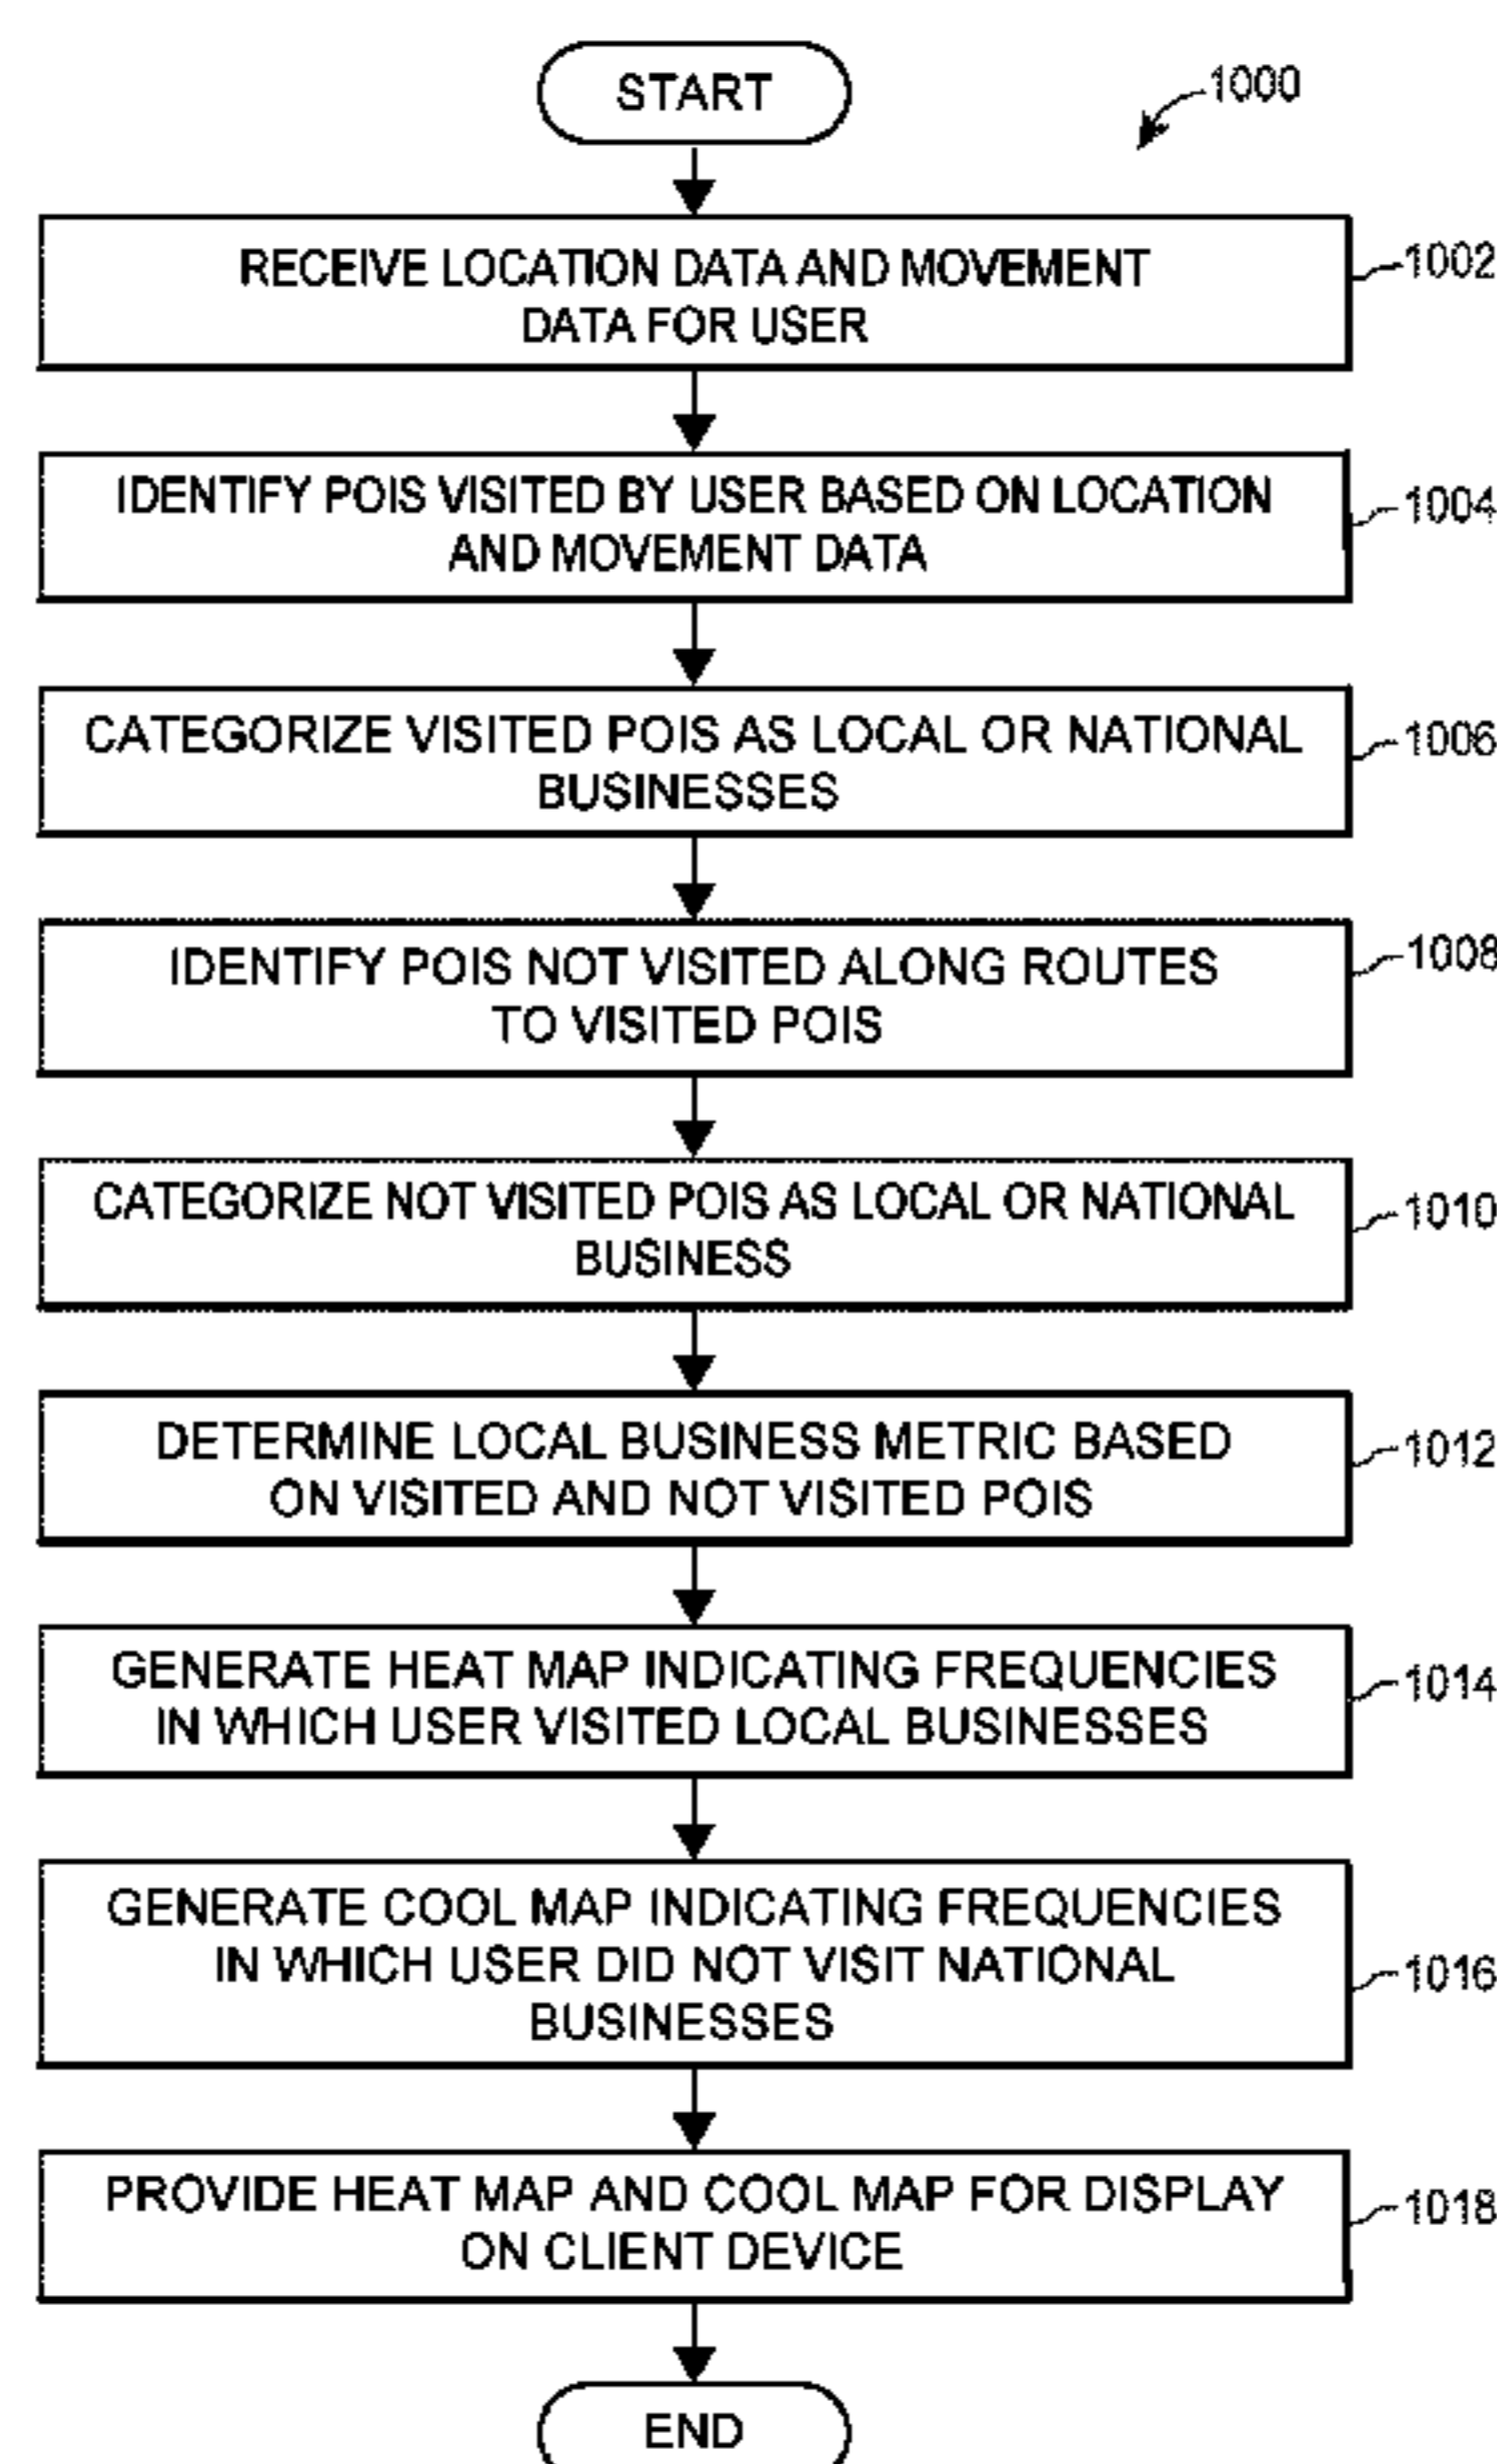 START
1000
RECEIVE LOCATION DATA AND MOVEMENT
DATA FOR USER
1002
IDENTIFY POIS VISITED BY USER BASED ON LOCATION
AND MOVEMENT DATA
1004
CATEGORIZE VISITED POIS AS LOCAL OR NATIONAL
BUSINESSES
1006
IDENTIFY POIS NOT VISITED ALONG ROUTES
TO VISITED POIS
1008
CATEGORIZE NOT VISITED POIS AS LOCAL OR NATIONAL
BUSINESS
1010
DETERMINE LOCAL BUSINESS METRIC BASED
ON VISITED AND NOT VISITED POIS
1012
GENERATE HEAT MAP INDICATING FREQUENCIES
IN WHICH USER VISITED LOCAL BUSINESSES
1014
GENERATE COOL MAP INDICATING FREQUENCIES
IN WHICH USER DID NOT VISIT NATIONAL
BUSINESSES
1016
PROVIDE HEAT MAP AND COOL MAP FOR DISPLAY
ON CLIENT DEVICE
1018
END